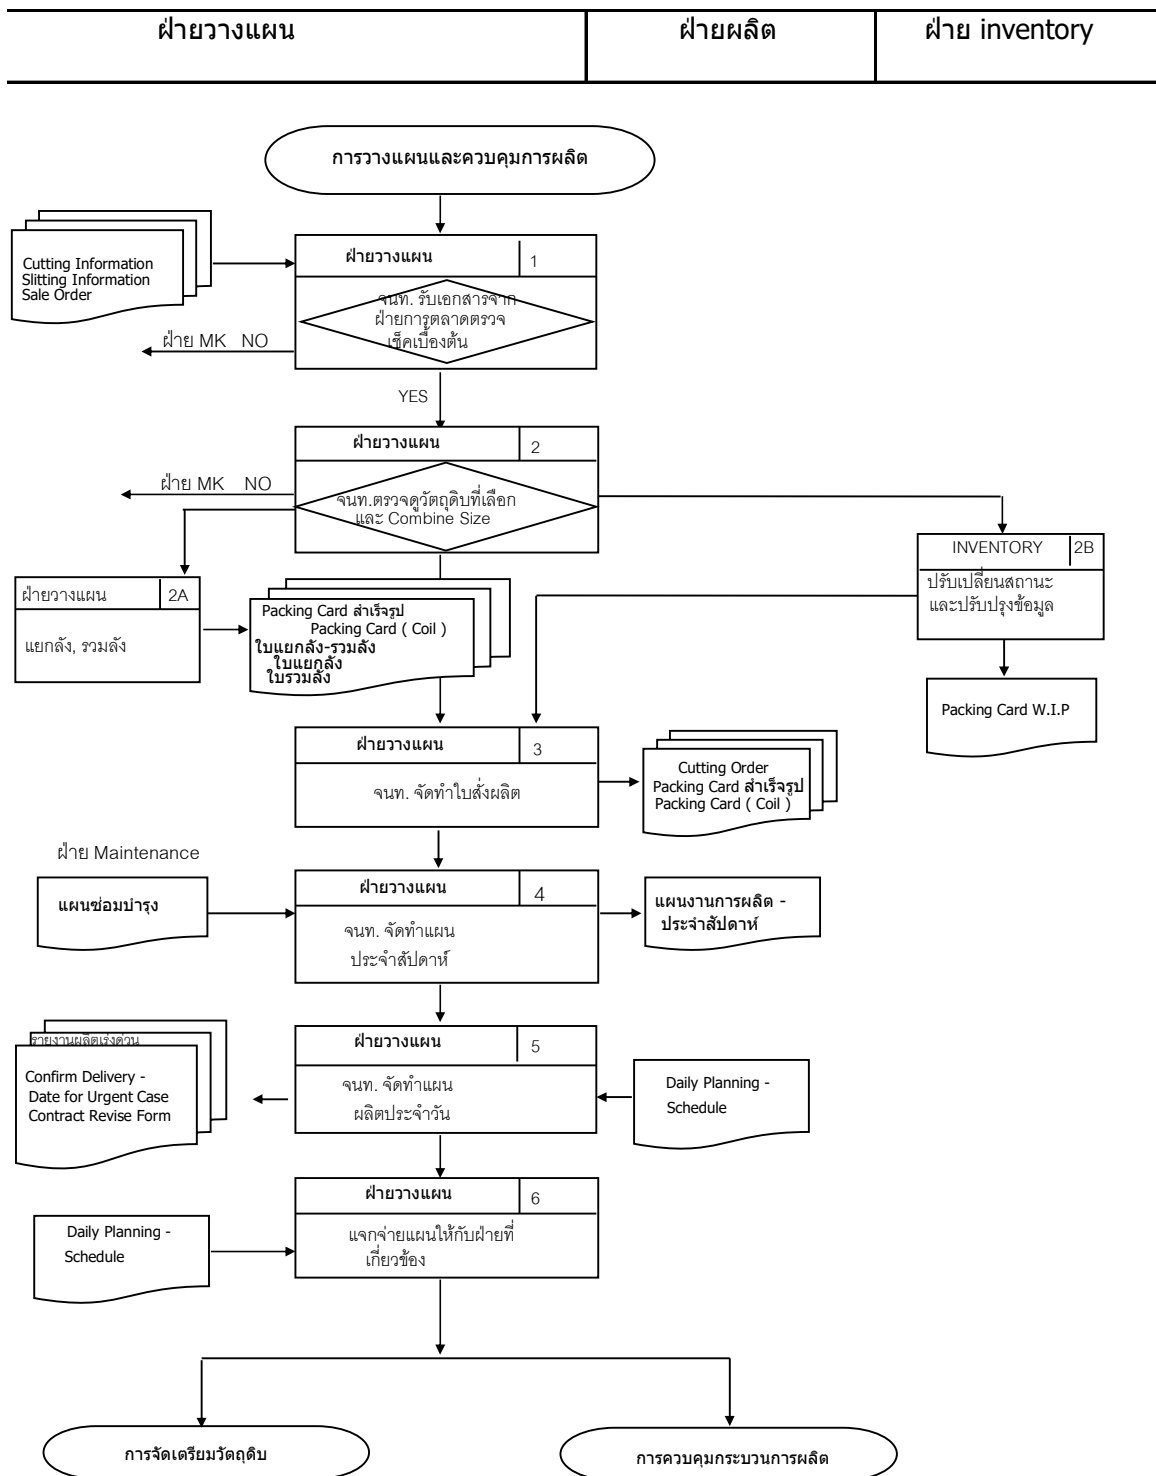 ฝ่ายวางแผน
ฝ่ายผลิต
ฝ่าย inventory
การวางแผนและควบคุมการผลิต
Cutting Information
Slitting Information
Sale Order
ฝ่ายวางแผน
1
จนท. รับเอกสารจาก
ฝ่ายการตลาดตรวจ
เช็คเบื้องต้น
ฝ่าย MK NO
YES
ฝ่ายวางแผน
2
ฝ่าย MK NO
จนท.ตรวจดูวัตถุดิบที่เลือก
และ Combine Size
INVENTORY
2B
ปรับเปลี่ยนสถานะ
และปรับปรุงข้อมูล
ฝ่ายวางแผน
2A
แยกลัง, รวมลัง
Packing Card สำเร็จรูป
Packing Card ( Coil )
ใบแยกลัง-รวมลัง
ใบแยกลัง
ใบรวมลัง
Packing Card W.I.P
ฝ่ายวางแผน
3
จนท. จัดทำใบสั่งผลิต
Cutting Order
Packing Card สำเร็จรูป
Packing Card ( Coil )
ฝ่าย Maintenance
แผนซ่อมบำรุง
ฝ่ายวางแผน
4
จนท. จัดทำแผน
ประจำสัปดาห์
แผนงานการผลิต -
ประจำสัปดาห์
รายงานผลิตเร่งด่วน
Confirm Delivery -
Date for Urgent Case
Contract Revise Form
ฝ่ายวางแผน
5
จนท. จัดทำแผน
ผลิตประจำวัน
Daily Planning -
Schedule
ฝ่ายวางแผน
6
แจกจ่ายแผนให้กับฝ่ายที่
เกี่ยวข้อง
Daily Planning -
Schedule
การจัดเตรียมวัตถุดิบ
การควบคุมกระบวนการผลิต